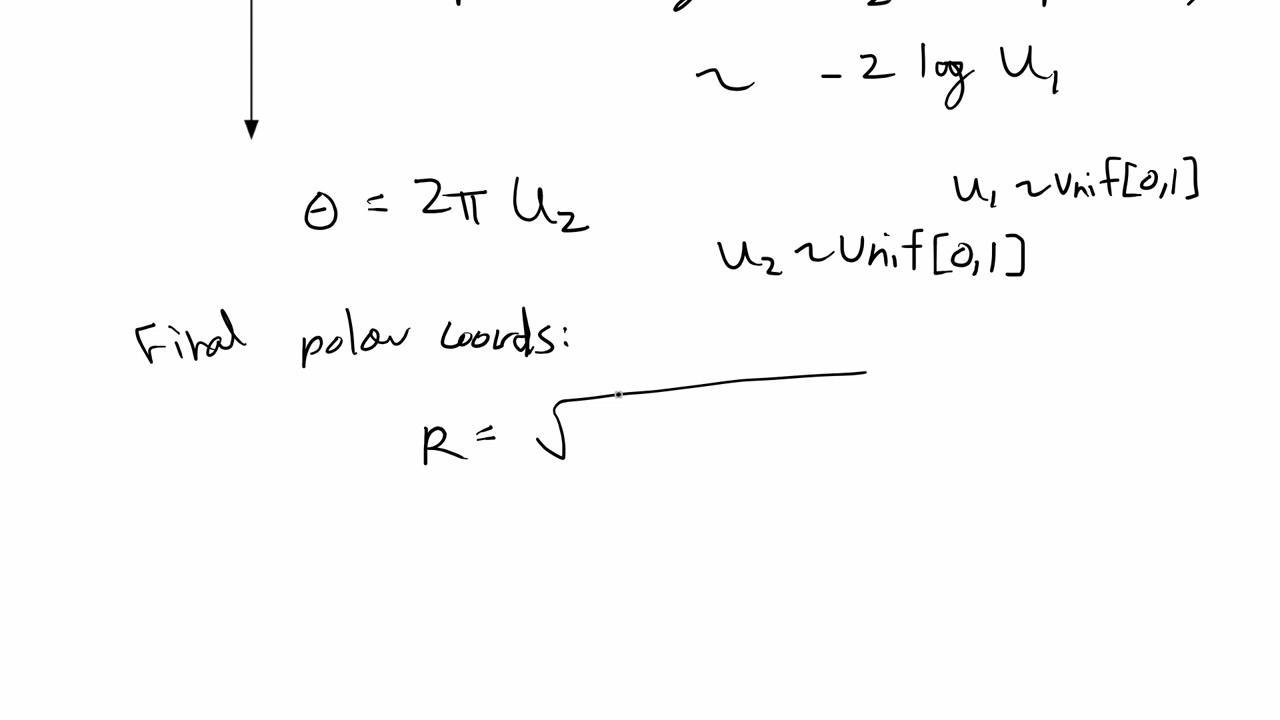 ~ - 2 log U₁
θ = 2π U₂
U₁ ~ Unif[0,1]
U₂ ~ Unif[0,1]
Final polar coords:
R = √